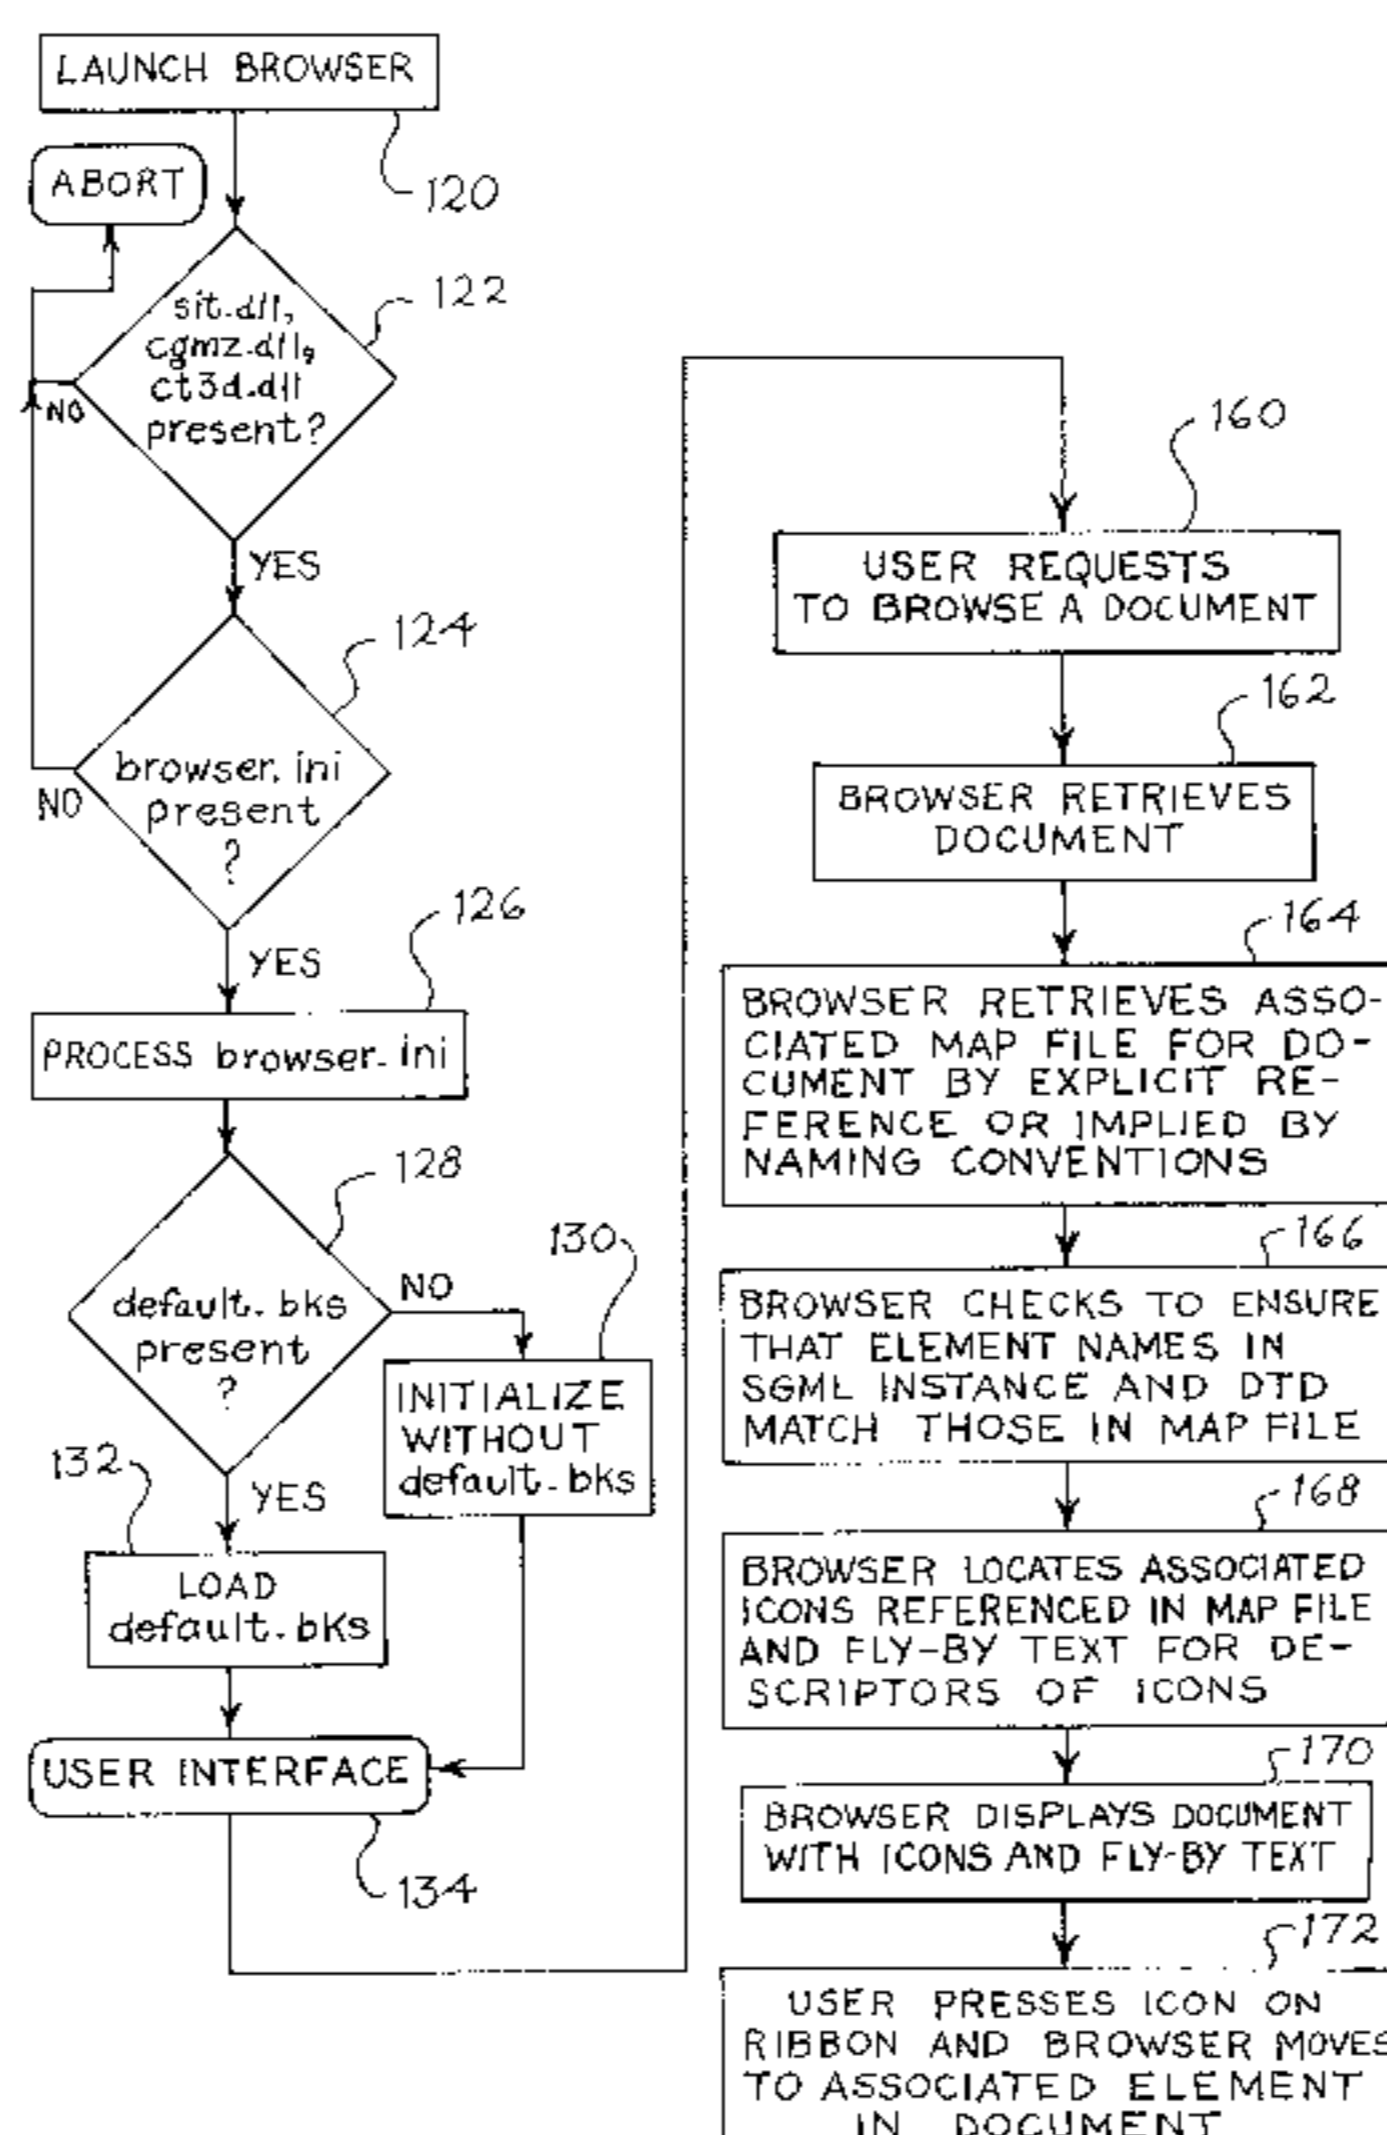 LAUNCH BROWSER
120
ABORT
122
sit.dll,
cgmz.dll,
ct3d.dll
present?
NO
YES
124
browser.ini
present
?
NO
YES
126
PROCESS browser.ini
128
default.bks
present
?
NO
130
INITIALIZE
WITHOUT
default.bks
YES
132
LOAD
default.bks
USER INTERFACE
134
160
USER REQUESTS
TO BROWSE A DOCUMENT
162
BROWSER RETRIEVES
DOCUMENT
164
BROWSER RETRIEVES ASSO-
CIATED MAP FILE FOR DO-
CUMENT BY EXPLICIT RE-
FERENCE OR IMPLIED BY
NAMING CONVENTIONS
166
BROWSER CHECKS TO ENSURE
THAT ELEMENT NAMES IN
SGML INSTANCE AND DTD
MATCH THOSE IN MAP FILE
168
BROWSER LOCATES ASSOCIATED
ICONS REFERENCED IN MAP FILE
AND FLY-BY TEXT FOR DE-
SCRIPTORS OF ICONS
170
BROWSER DISPLAYS DOCUMENT
WITH ICONS AND FLY-BY TEXT
172
USER PRESSES ICON ON
RIBBON AND BROWSER MOVES
TO ASSOCIATED ELEMENT
IN DOCUMENT